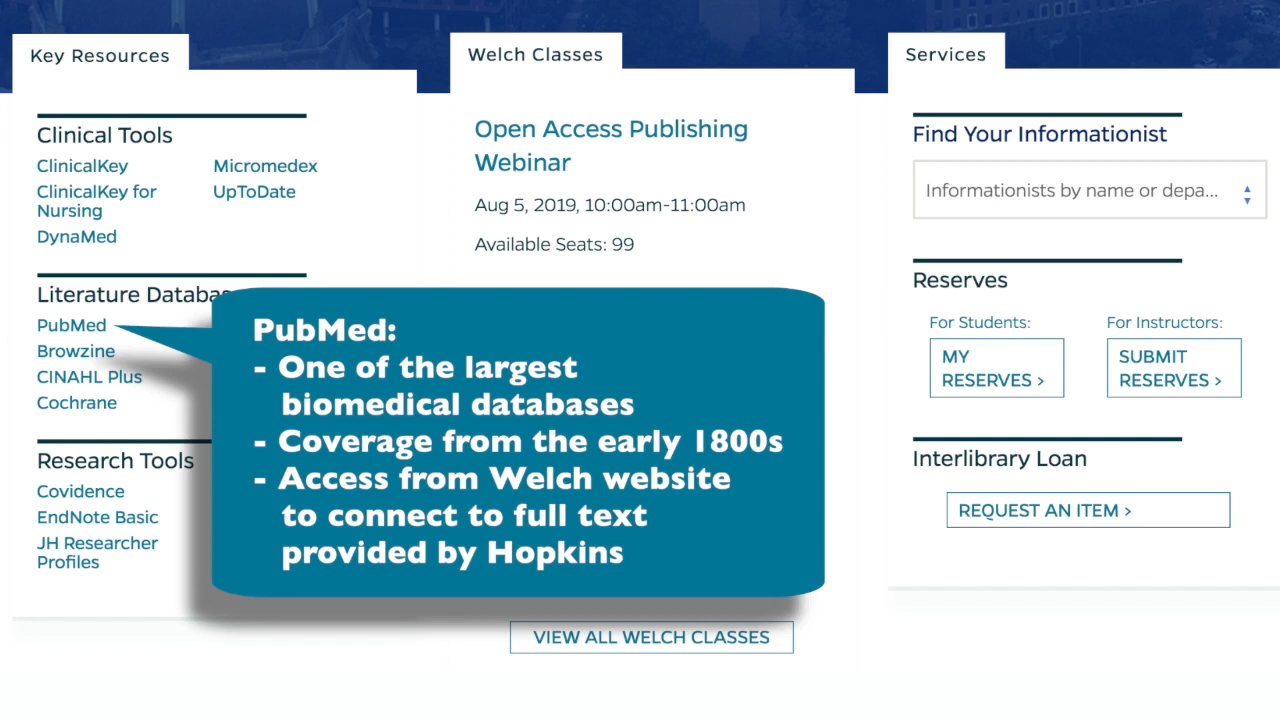 Key Resources
Clinical Tools
ClinicalKey
Micromedex
ClinicalKey for
Nursing
UpToDate
DynaMed
Literature
PubMed
Browzine
CINAHL Plus
Cochrane
Research Tools
Covidence
EndNote Basic
JH Researcher
Profiles
PubMed:
- One of the largest
biomedical databases
- Coverage from the early 1800s
- Access from Welch website
to connect to full text
provided by Hopkins
Welch Classes
Open Access Publishing
Webinar
Aug 5, 2019, 10:00am-11:00am
Available Seats: 99
VIEW ALL WELCH CLASSES
Services
Find Your Informationist
Informationists by name or depa...
Reserves
For Students:
MY
RESERVES >
For Instructors:
SUBMIT
RESERVES >
Interlibrary Loan
REQUEST AN ITEM >